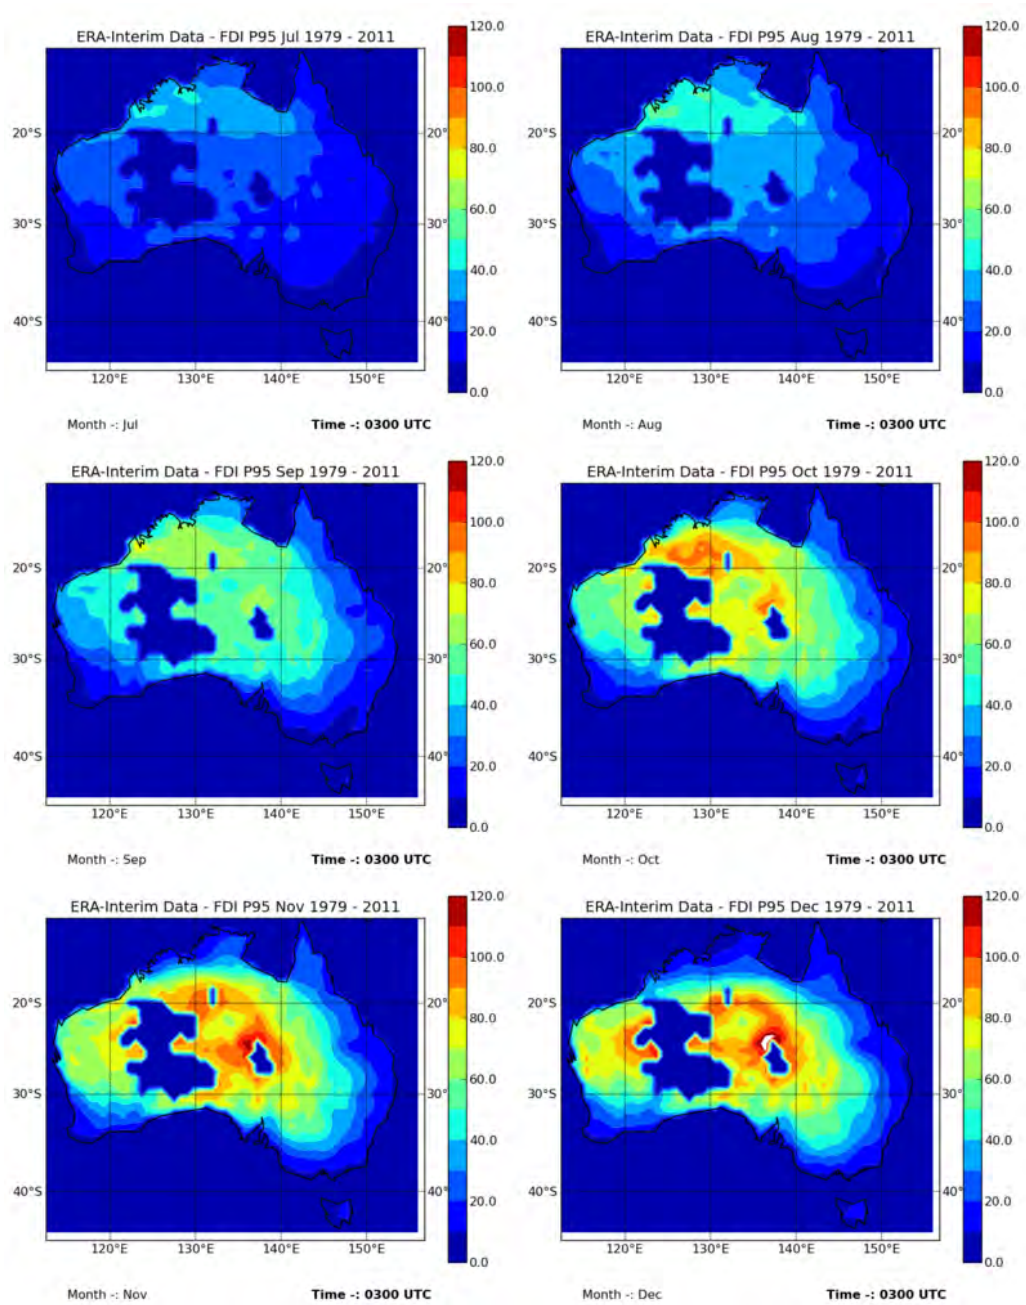 ERA-Interim Data - FDI P95 Jul 1979 - 2011
120.0
100.0
80.0
60.0
40.0
20.0
0.0
20°S
30°S
40°S
20°
30°S
40°S
120°E 130°E 140°E 150°E
Month -: Jul Time -: 0300 UTC
ERA-Interim Data - FDI P95 Aug 1979 - 2011
120.0
100.0
80.0
60.0
40.0
20.0
0.0
20°
30°S
40°S
120°E 130°E 140°E 150°E
Month -: Aug Time -: 0300 UTC
ERA-Interim Data - FDI P95 Sep 1979 - 2011
120.0
100.0
80.0
60.0
40.0
20.0
0.0
20°S
30°S
40°S
20°
30°S
40°S
120°E 130°E 140°E 150°E
Month -: Sep Time -: 0300 UTC
ERA-Interim Data - FDI P95 Oct 1979 - 2011
120.0
100.0
80.0
60.0
40.0
20.0
0.0
20°
30°S
40°S
120°E 130°E 140°E 150°E
Month -: Oct Time -: 0300 UTC
ERA-Interim Data - FDI P95 Nov 1979 - 2011
120.0
100.0
80.0
60.0
40.0
20.0
0.0
20°S
30°S
40°S
20°
30°S
40°
120°E 130°E 140°E 150°E
Month -: Nov Time -: 0300 UTC
ERA-Interim Data - FDI P95 Dec 1979 - 2011
120.0
100.0
80.0
60.0
40.0
20.0
0.0
20°
30°S
40°
120°E 130°E 140°E 150°E
Month -: Dec Time -: 0300 UTC